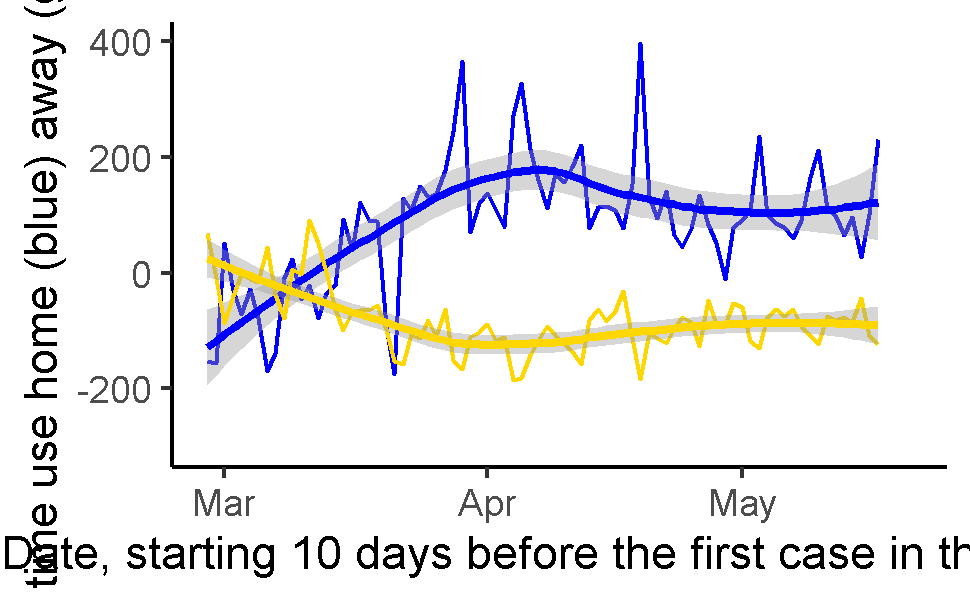 time use home (blue) away (
400
200
0
-200
Mar
Apr
May
Date, starting 10 days before the first case in th